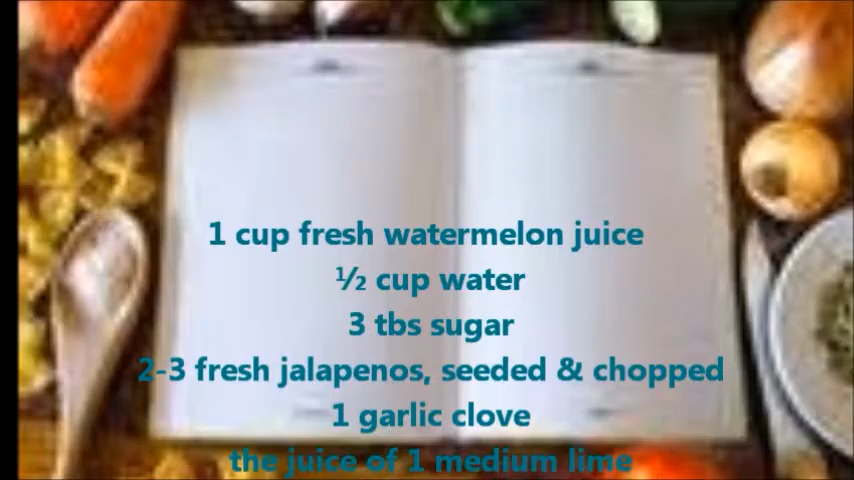 1 cup fresh watermelon juice
½ cup water
3 tbs sugar
2-3 fresh jalapenos, seeded & chopped
1 garlic clove
the juice of 1 medium lime